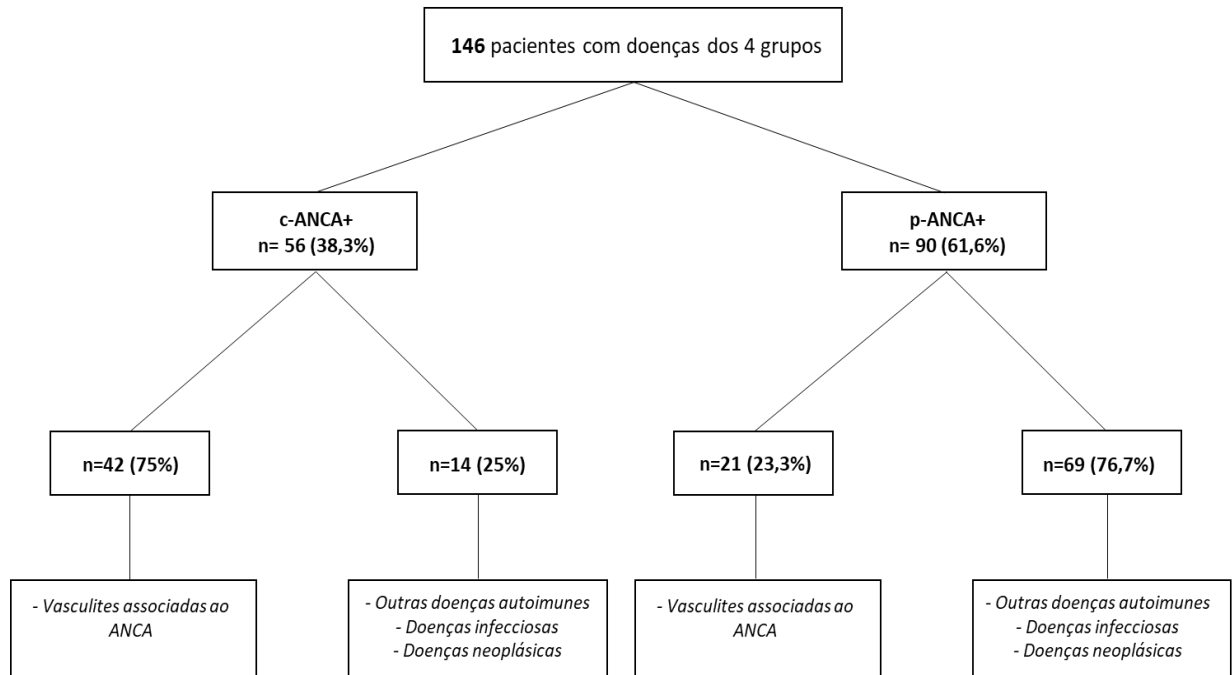 146 pacientes com doenças dos 4 grupos
c-ANCA+
n= 56 (38,3%)
p-ANCA+
n= 90 (61,6%)
n=42 (75%)
n=14 (25%)
n=21 (23,3%)
n=69 (76,7%)
- Vasculites associadas ao
ANCA
- Outras doenças autoimunes
- Doenças infecciosas
- Doenças neoplásicas
- Vasculites associadas ao
ANCA
- Outras doenças autoimunes
- Doenças infecciosas
- Doenças neoplásicas